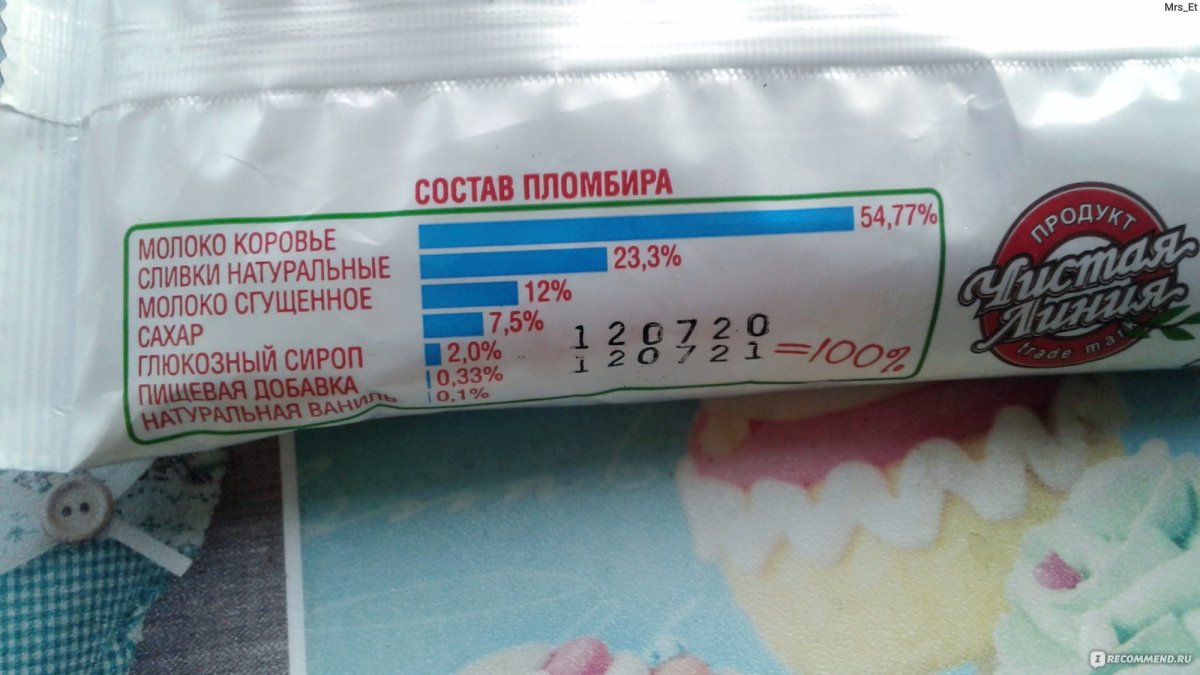 Mrs_Et
СОСТАВ ПЛОМБИРА
МОЛОКО КОРОВЬЕ 54,77%
СЛИВКИ НАТУРАЛЬНЫЕ 23,3%
МОЛОКО СГУЩЕННОЕ 12%
САХАР 7,5%
ГЛЮКОЗНЫЙ СИРОП 2,0%
ПИЩЕВАЯ ДОБАВКА 0,33%
НАТУРАЛЬНАЯ ВАНИЛЬ 0,1%
120720
120721
=100%
ПРОДУКТ
Чистая
Линия
trade mark
I RECOMMEND.RU